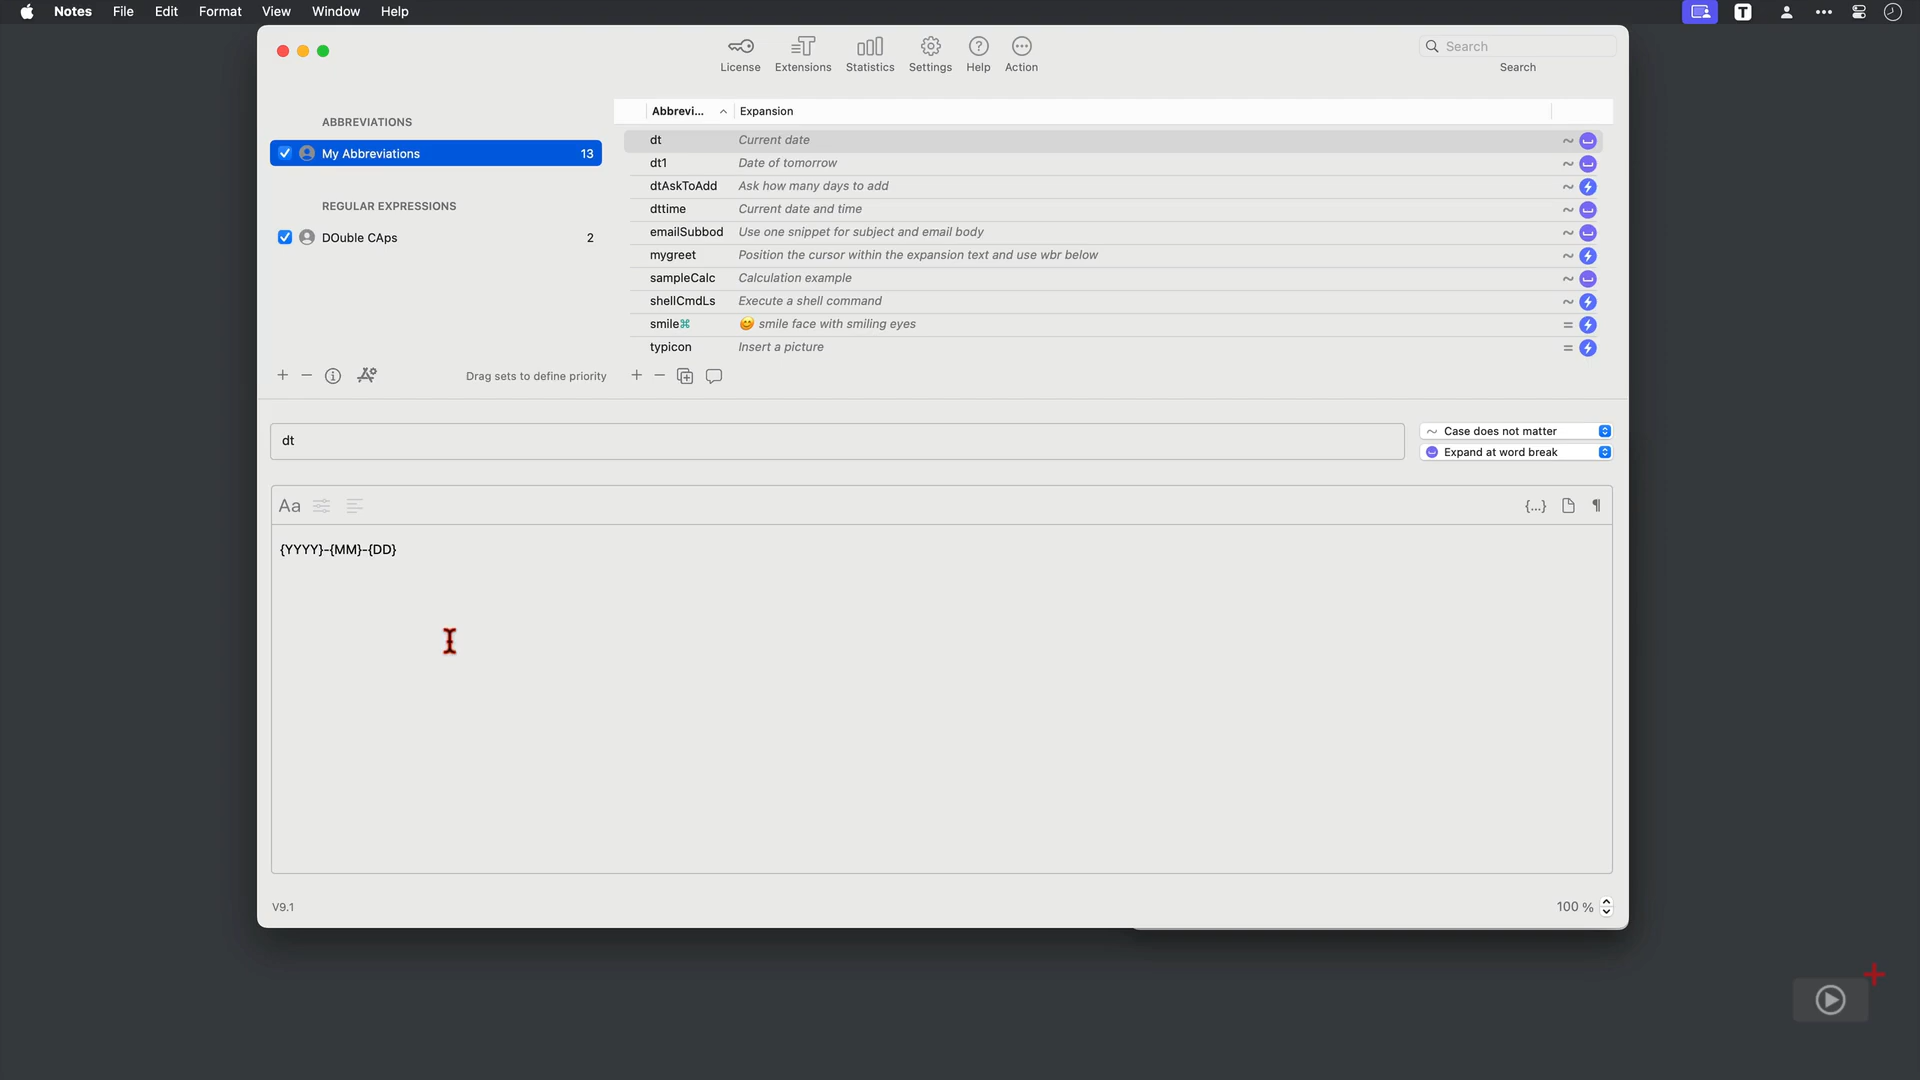 Notes File Edit Format View Window Help
License Extensions Statistics Settings Help Action
Search
Search
ABBREVIATIONS
My Abbreviations 13
REGULAR EXPRESSIONS
DOuble CAps 2
Drag sets to define priority
Abbrevi... Expansion
dt Current date
dt1 Date of tomorrow
dtAskToAdd Ask how many days to add
dttime Current date and time
emailSubbod Use one snippet for subject and email body
mygreet Position the cursor within the expansion text and use wbr below
sampleCalc Calculation example
shellCmdLs Execute a shell command
smile⌘ 😊 smile face with smiling eyes
typicon Insert a picture
dt
Case does not matter
Expand at word break
Aa {...} ¶
{YYYY}-{MM}-{DD}
V9.1
100 %